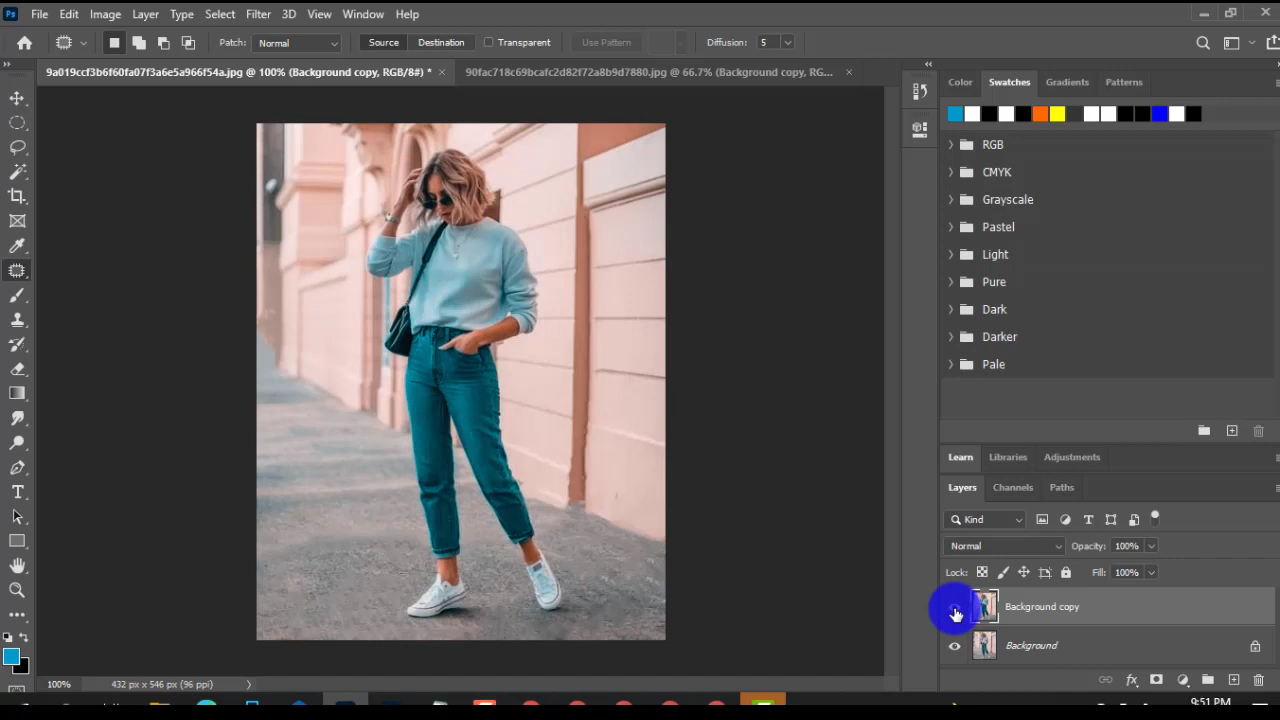 Ps File Edit Image Layer Type Select Filter 3D View Window Help
Patch: Normal Source Destination Transparent Use Pattern Diffusion: 5
9a019ccf3b6f60fa07f3a6e5a966f54a.jpg @ 100% (Background copy, RGB/8#) * 90fac718c69bcafc2d82f72a8b9d7880.jpg @ 66.7% (Background copy, RG...
Color Swatches Gradients Patterns
RGB
CMYK
Grayscale
Pastel
Light
Pure
Dark
Darker
Pale
Learn Libraries Adjustments
Layers Channels Paths
Kind
Normal Opacity: 100%
Lock: Fill: 100%
Background copy
Background
100% 432 px x 546 px (96 ppi)
9:51 PM